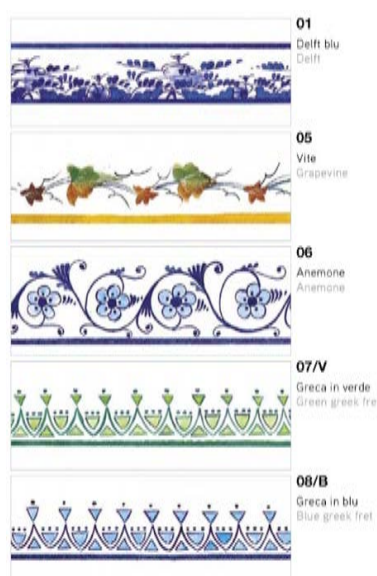 01
Delft blu
Delft
05
Vite
Grapevine
06
Anemone
Anemone
07/V
Greca in verde
Green greek fre
08/B
Greca in blu
Blue greek fret